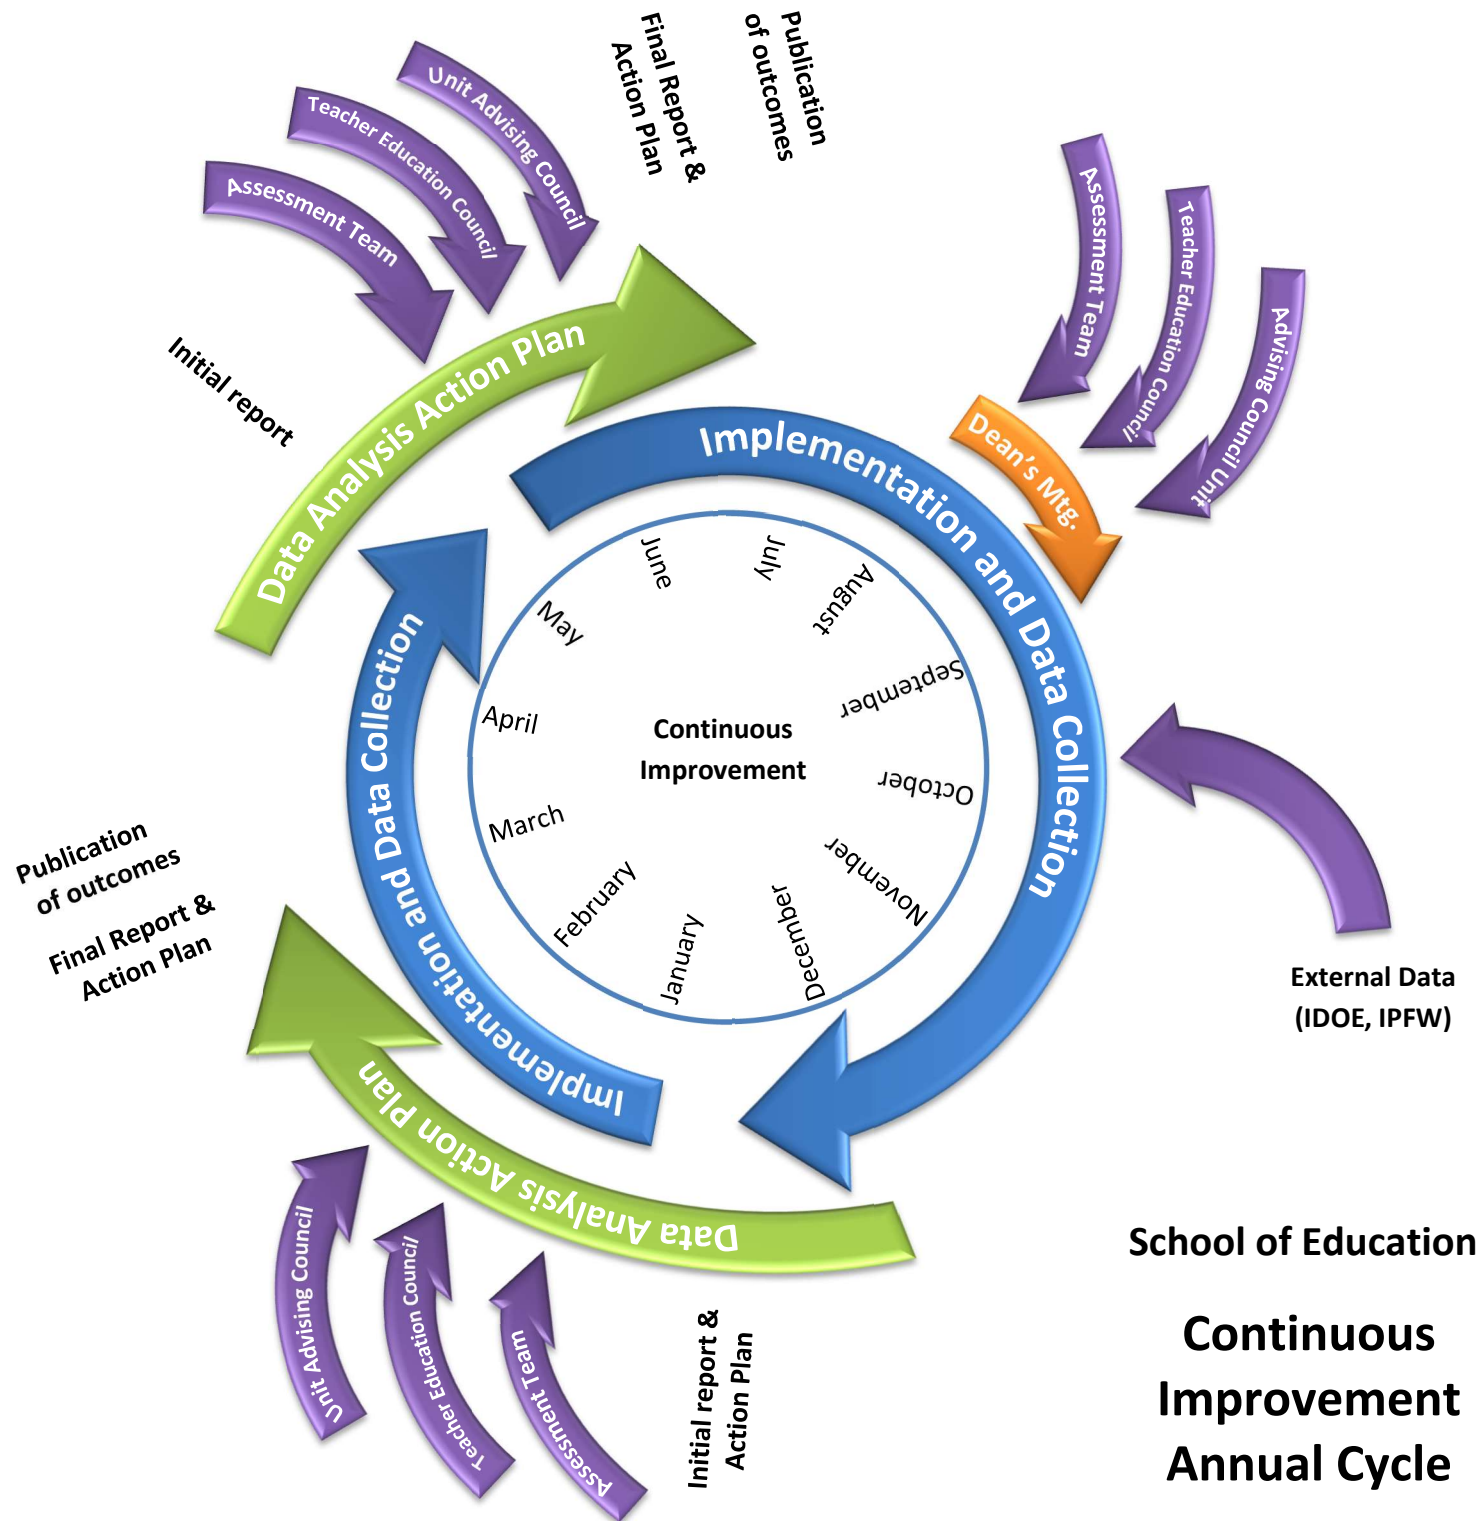 Final Report &
Action Plan
Publication
of outcomes
Unit Advising Council
Teacher Education Council
Assessment Team
Initial report
Data Analysis Action Plan
Assessment Team
Teacher Education Council
Advising Council Unit
Dean's Mtg.
Implementation and Data Collection
June
July
August
May
September
April
October
March
November
February
December
January
Continuous
Improvement
Implementation and Data Collection
Publication
of outcomes
Final Report &
Action Plan
External Data
(IDOE, IPFW)
Data Analysis Action Plan
Unit Advising Council
Teacher Education Council
Assessment Team
Initial report &
Action Plan
School of Education
Continuous
Improvement
Annual Cycle